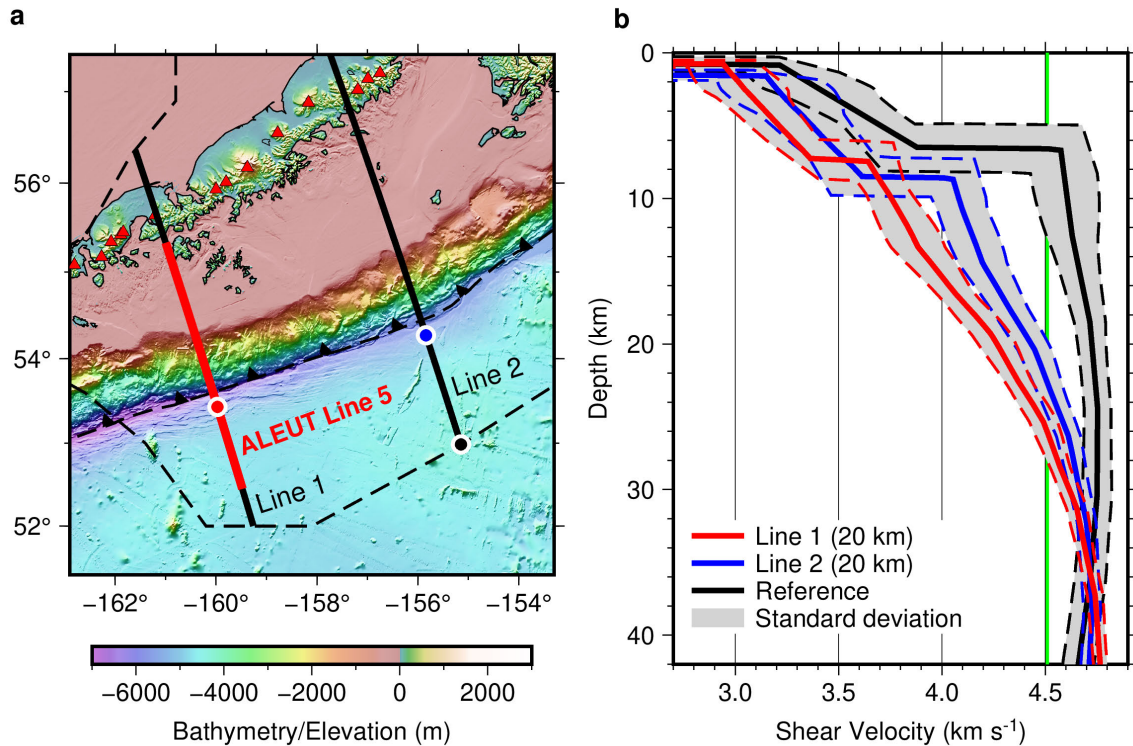 a
56°
54°
52°
−162°
−160°
−158°
−156°
−154°
ALEUT Line 5
Line 1
Line 2
−6000
−4000
−2000
0
2000
Bathymetry/Elevation (m)
b
0
10
20
30
40
Depth (km)
Line 1 (20 km)
Line 2 (20 km)
Reference
Standard deviation
3.0
3.5
4.0
4.5
Shear Velocity (km s⁻¹)